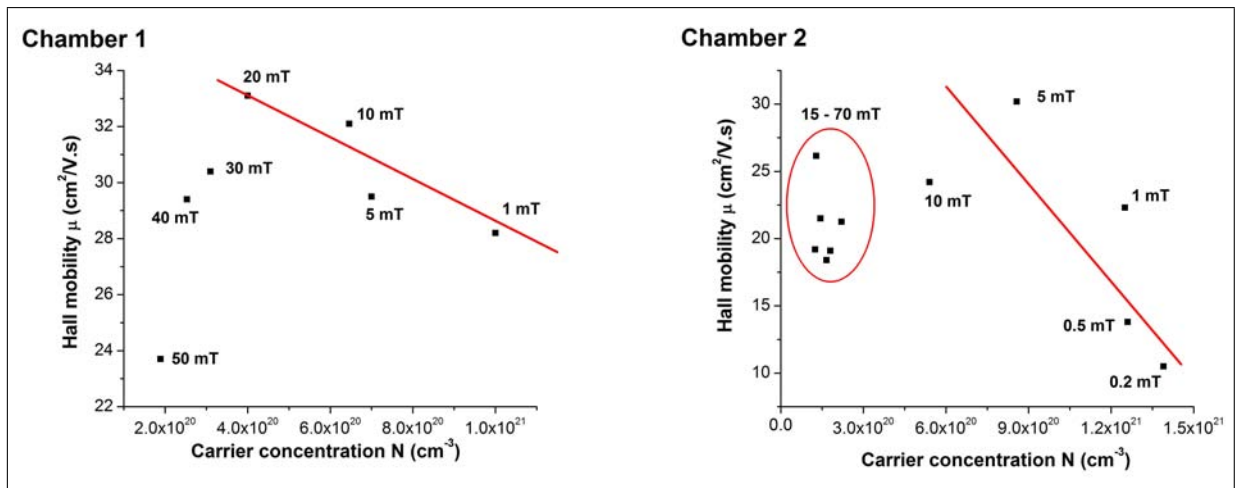 Chamber 1
34
32
30
28
26
24
22
Hall mobility μ (cm²/V.s)
20 mT
10 mT
30 mT
40 mT
5 mT
1 mT
50 mT
2.0x10²⁰ 4.0x10²⁰ 6.0x10²⁰ 8.0x10²⁰ 1.0x10²¹
Carrier concentration N (cm⁻³)
Chamber 2
30
25
20
15
10
Hall mobility μ (cm²/V.s)
5 mT
15 - 70 mT
10 mT
1 mT
0.5 mT
0.2 mT
0.0 3.0x10²⁰ 6.0x10²⁰ 9.0x10²⁰ 1.2x10²¹ 1.5x10²¹
Carrier concentration N (cm⁻³)